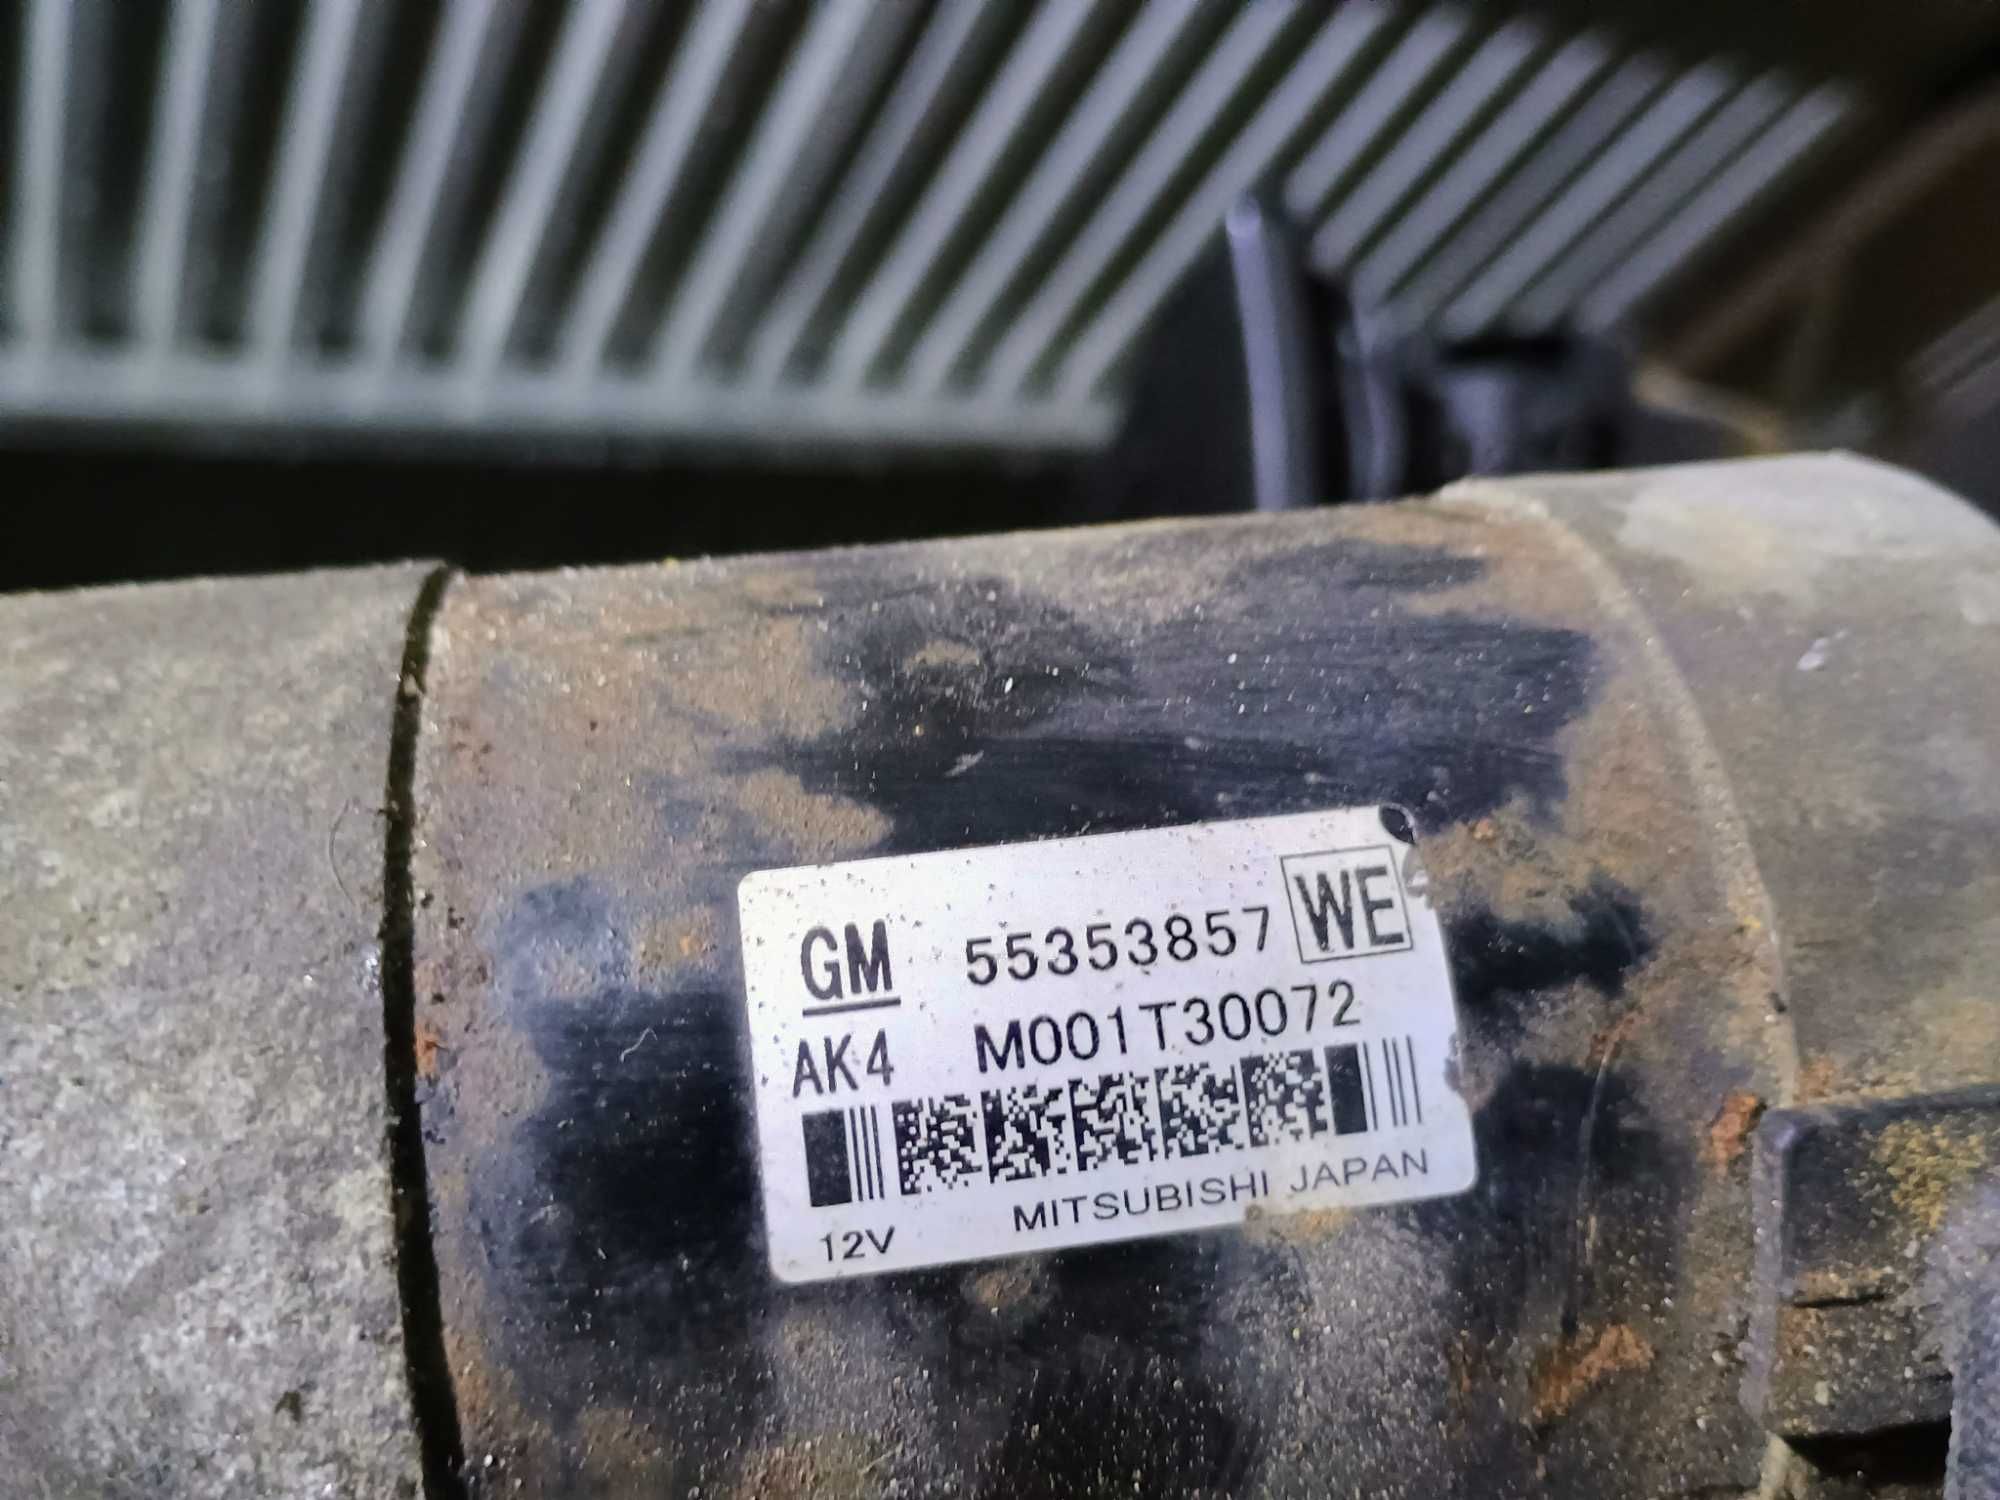 GM 55353857 WE
AK4 M001T30072
MITSUBISHI JAPAN
12V